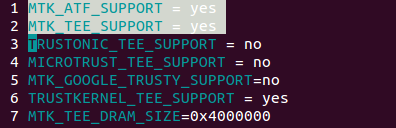 1 MTK_ATF_SUPPORT = yes
2 MTK_TEE_SUPPORT = yes
3 TRUSTONIC_TEE_SUPPORT = no
4 MICROTRUST_TEE_SUPPORT = no
5 MTK_GOOGLE_TRUSTY_SUPPORT=no
6 TRUSTKERNEL_TEE_SUPPORT = yes
7 MTK_TEE_DRAM_SIZE=0x4000000